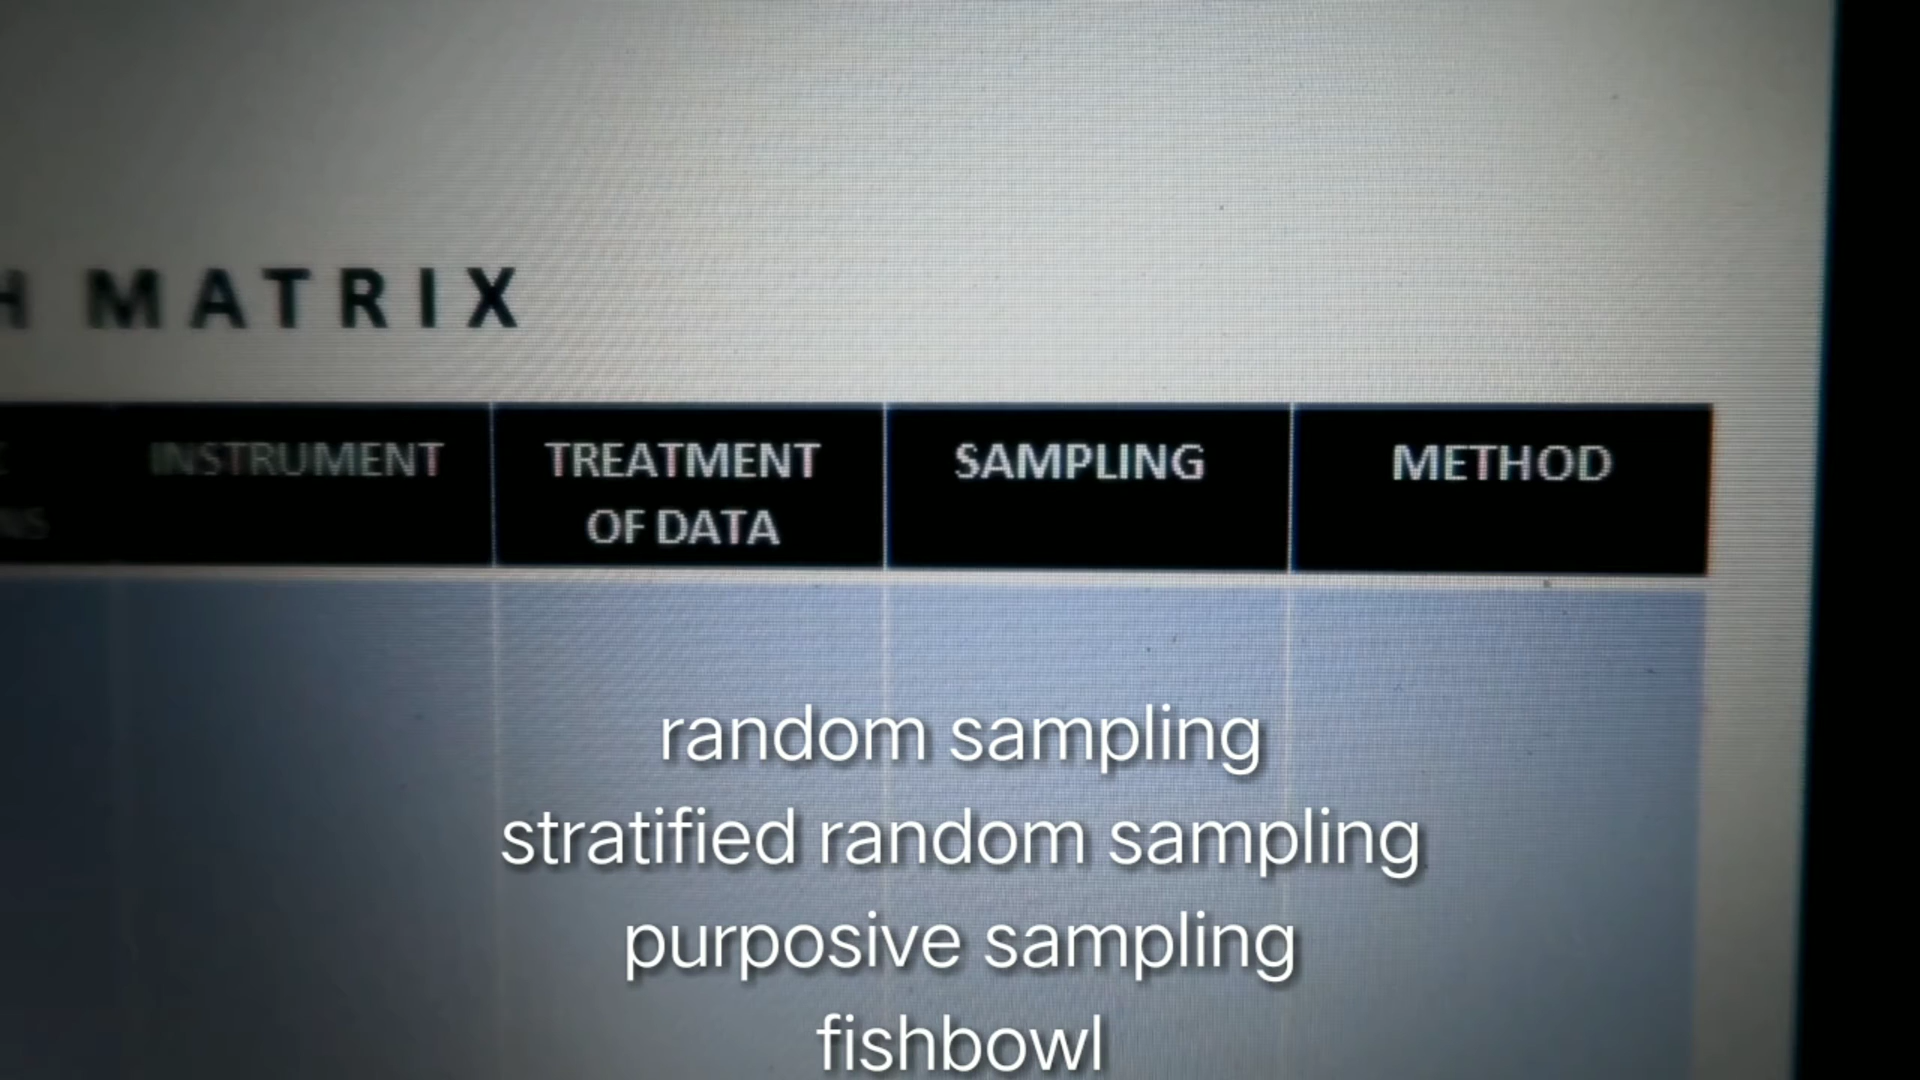 MATRIX
INSTRUMENT
TREATMENT
OF DATA
SAMPLING
METHOD
random sampling
stratified random sampling
purposive sampling
fishbowl